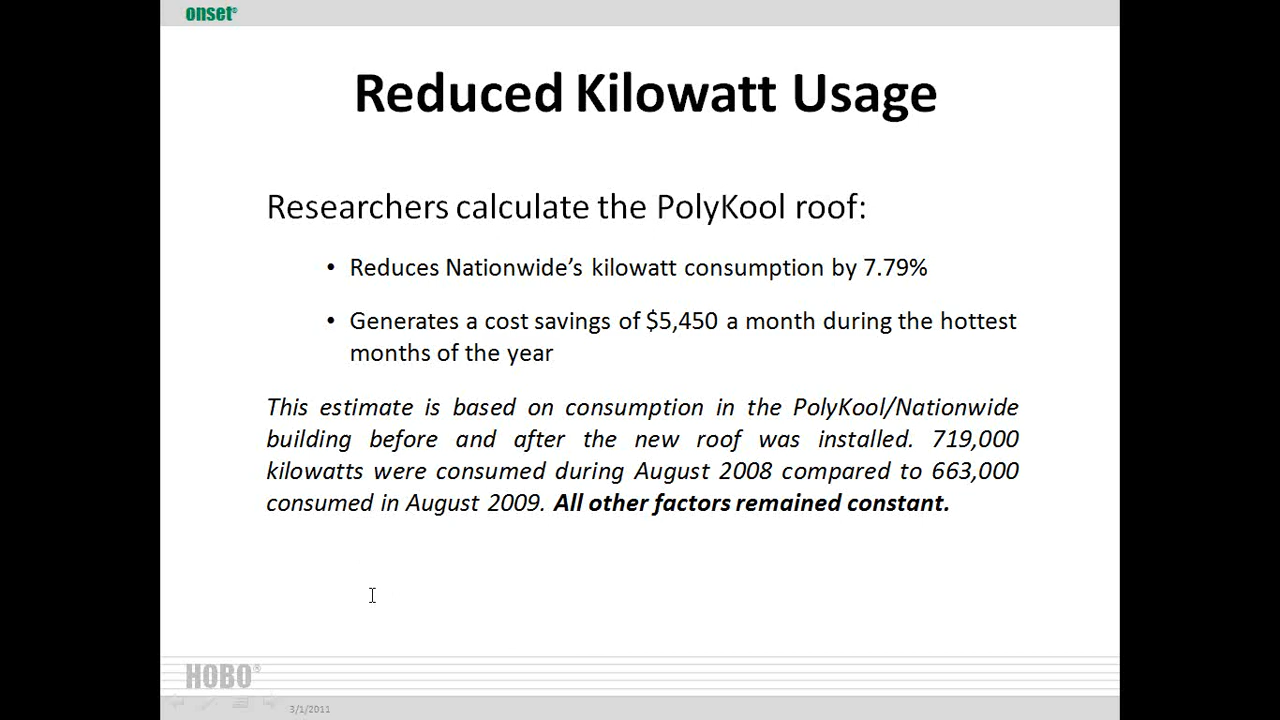 onset®
Reduced Kilowatt Usage
Researchers calculate the PolyKool roof:
• Reduces Nationwide’s kilowatt consumption by 7.79%
• Generates a cost savings of $5,450 a month during the hottest
months of the year
This estimate is based on consumption in the PolyKool/Nationwide
building before and after the new roof was installed. 719,000
kilowatts were consumed during August 2008 compared to 663,000
consumed in August 2009. All other factors remained constant.
HOBO®
3/1/2011